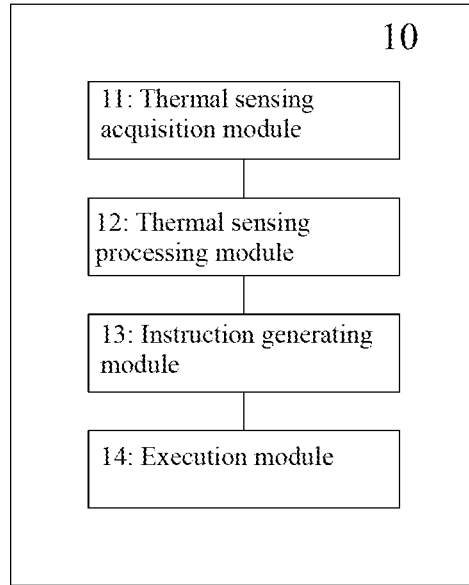 10
11: Thermal sensing
acquisition module
12: Thermal sensing
processing module
13: Instruction generating
module
14: Execution module